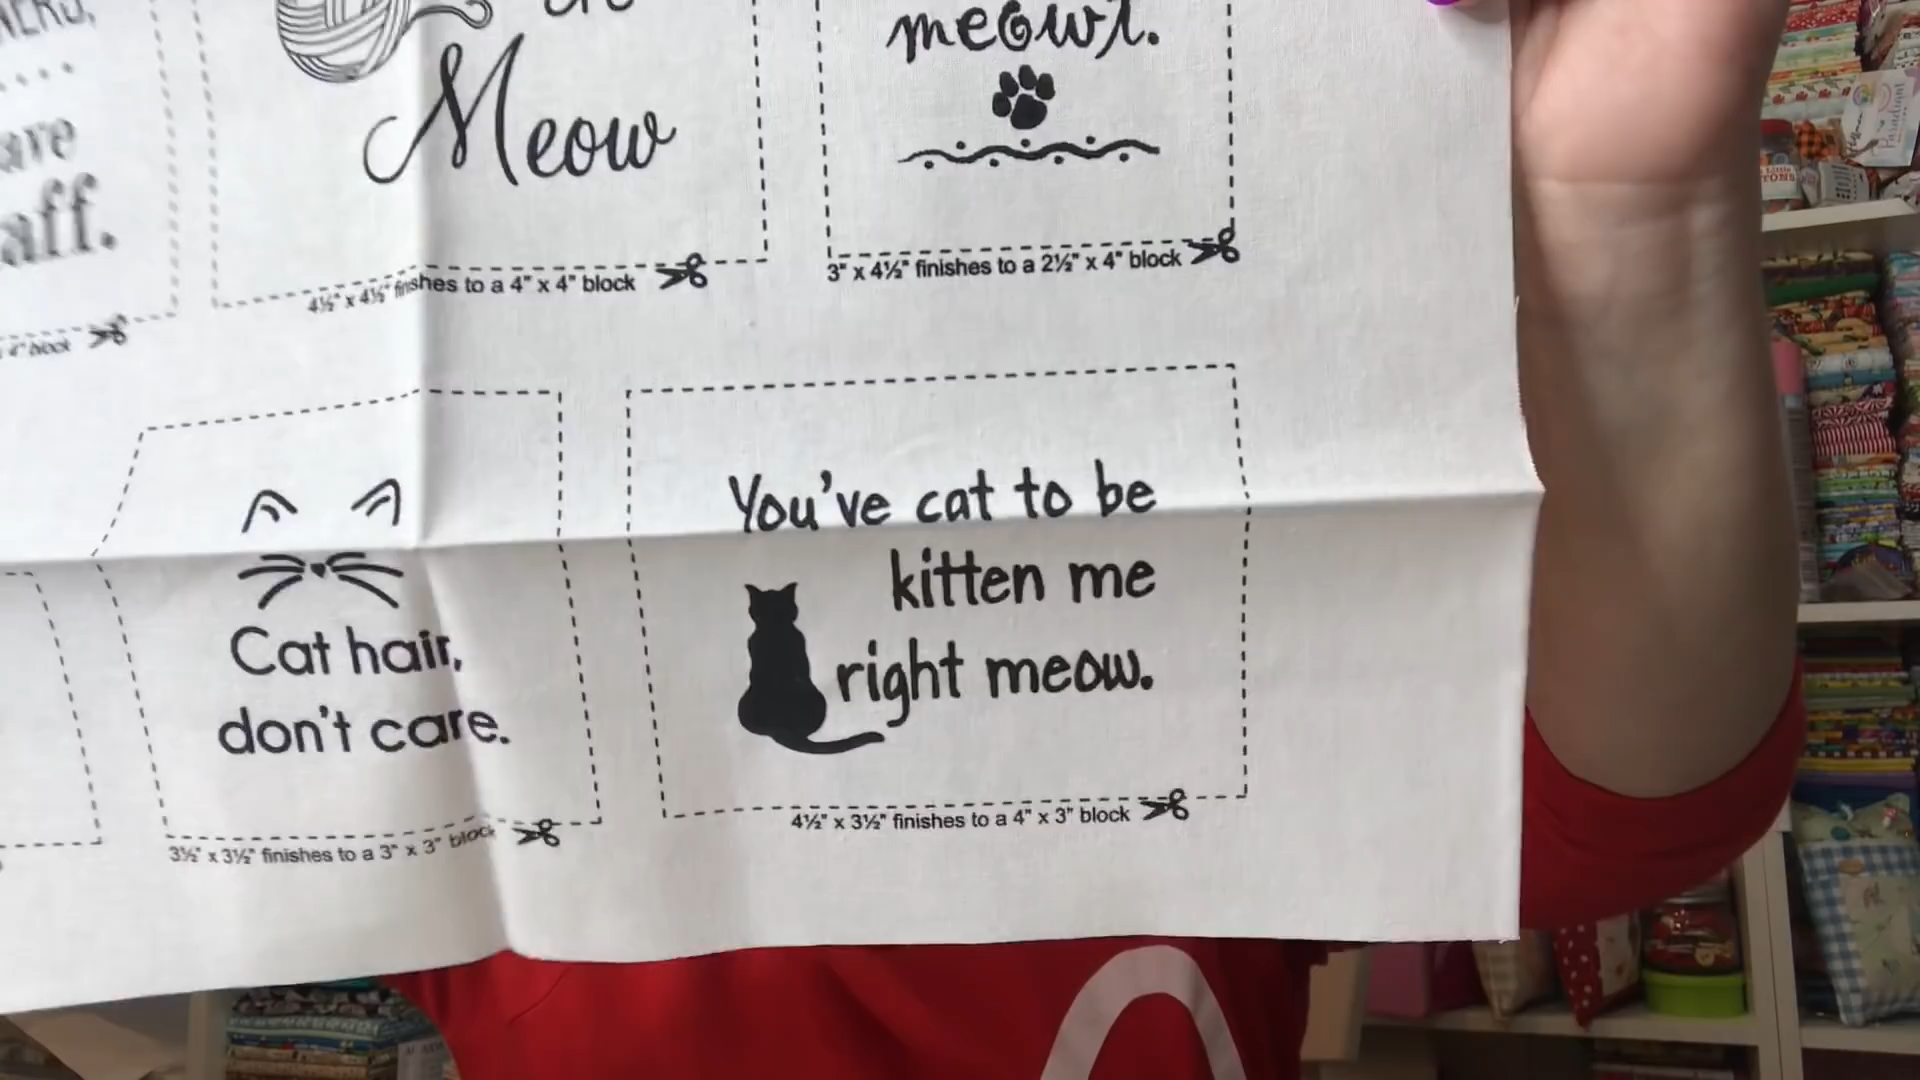 Meow
4½" x 4½" finishes to a 4" x 4" block
meowt.
3" x 4½" finishes to a 2½" x 4" block
4" block
Cat hair,
don't care.
3½" x 3½" finishes to a 3" x 3" block
You've cat to be
kitten me
right meow.
4½" x 3½" finishes to a 4" x 3" block